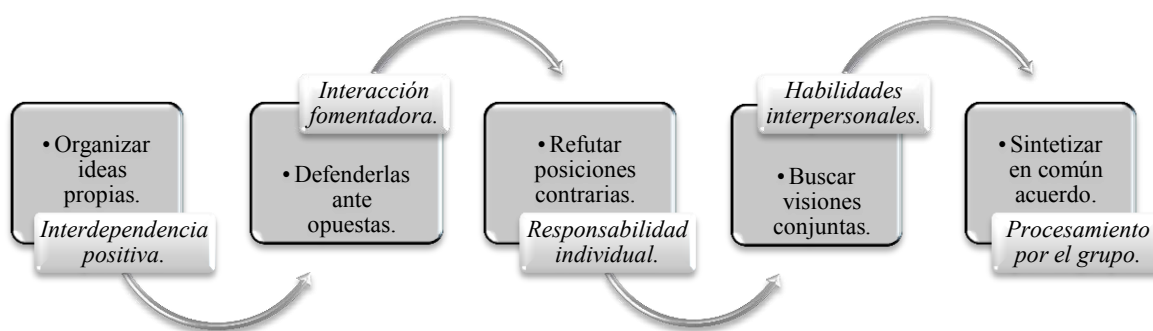 • Organizar
ideas
propias.
Interdependencia
positiva.
Interacción
fomentadora.
• Defenderlas
ante
opuestas.
• Refutar
posiciones
contrarias.
Responsabilidad
individual.
Habilidades
interpersonales.
• Buscar
visiones
conjuntas.
• Sintetizar
en común
acuerdo.
Procesamiento
por el grupo.